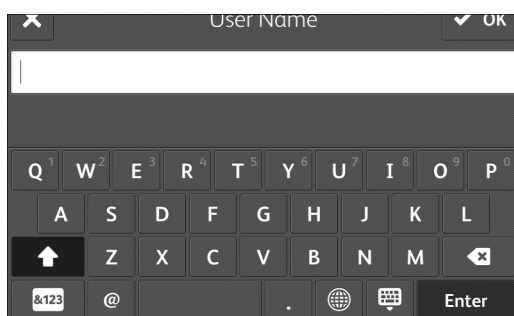 User Name
OK
Q 1 W 2 E 3 R 4 T 5 Y 6 U 7 I 8 O 9 P 0
A S D F G H J K L
Z X C V B N M
&123 @ . Enter